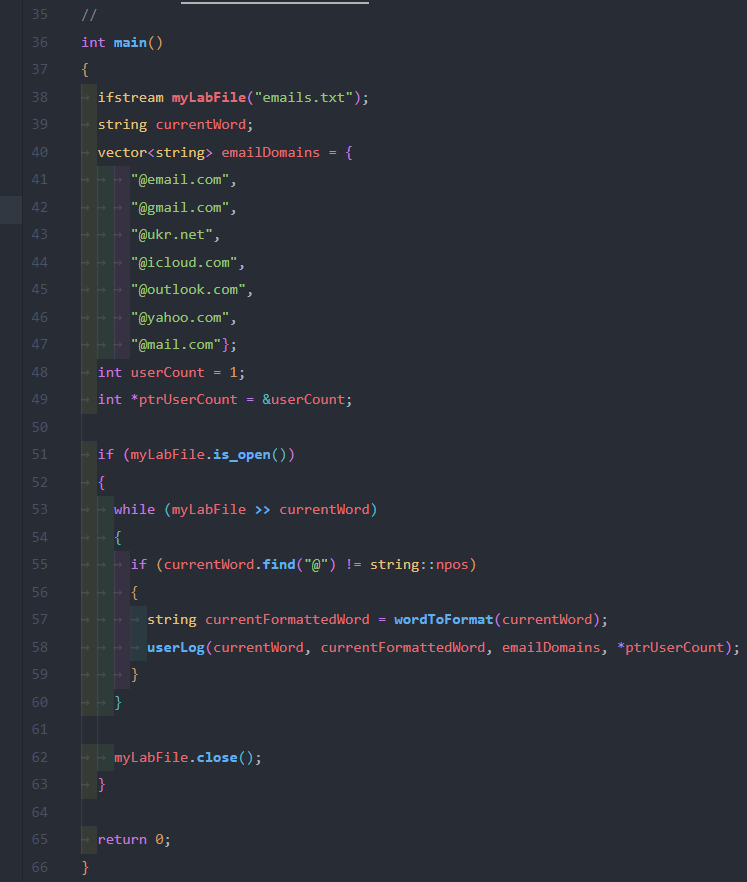 35 //
36 int main()
37 {
38 ifstream myLabFile("emails.txt");
39 string currentWord;
40 vector<string> emailDomains = {
41 "@email.com",
42 "@gmail.com",
43 "@ukr.net",
44 "@icloud.com",
45 "@outlook.com",
46 "@yahoo.com",
47 "@mail.com"};
48 int userCount = 1;
49 int *ptrUserCount = &userCount;
50
51 if (myLabFile.is_open())
52 {
53 while (myLabFile >> currentWord)
54 {
55 if (currentWord.find("@") != string::npos)
56 {
57 string currentFormattedWord = wordToFormat(currentWord);
58 userLog(currentWord, currentFormattedWord, emailDomains, *ptrUserCount);
59 }
60 }
61
62 myLabFile.close();
63 }
64
65 return 0;
66 }